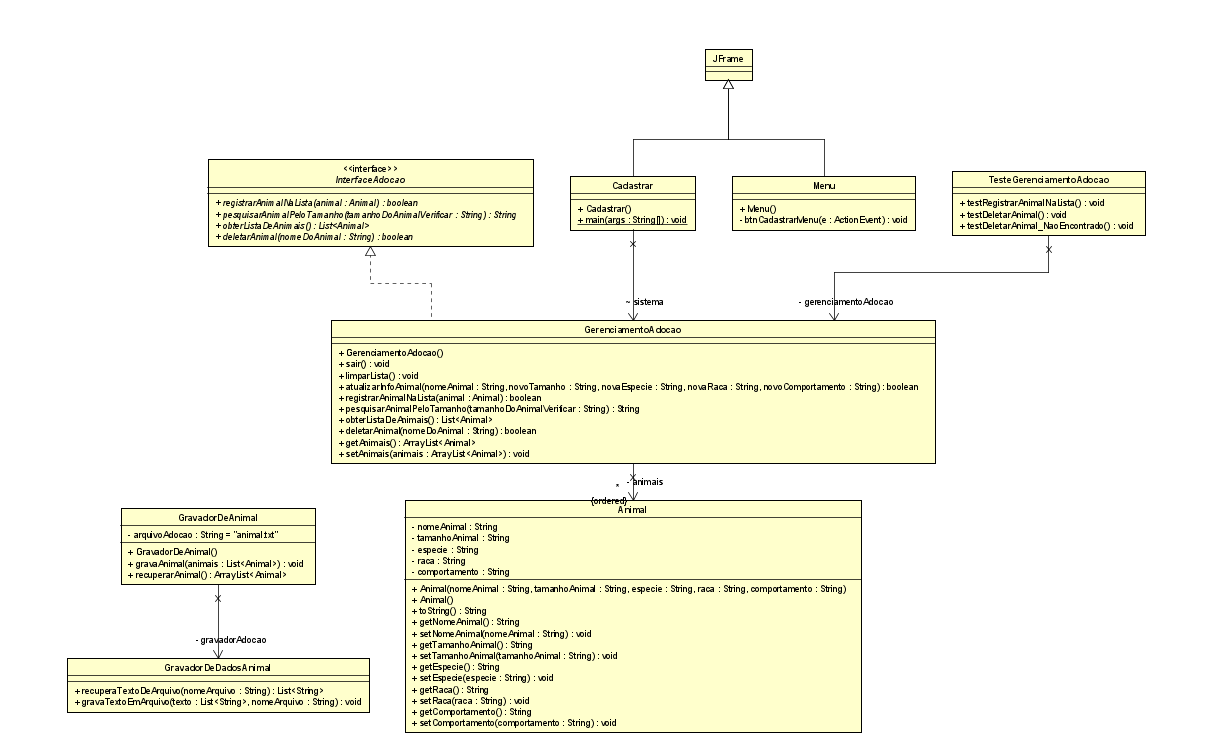 JFrame
<<interface>>
InterfaceAdocao
+ registrarAnimalNaLista(animal : Animal) : boolean
+ pesquisarAnimalPeloTamanho(tamanhoDoAnimalVerificar : String) : String
+ obterListaDeAnimais() : List<Animal>
+ deletarAnimal(nomeDoAnimal : String) : boolean
Cadastrar
+ Cadastrar()
+ main(args : String[]) : void
Menu
+ Menu()
- btnCadastrarMenu(e : ActionEvent) : void
TesteGerenciamentoAdocao
+ testRegistrarAnimalNaLista() : void
+ testDeletarAnimal() : void
+ testDeletarAnimal_NaoEncontrado() : void
~ sistema
- gerenciamentoAdocao
GerenciamentoAdocao
+ GerenciamentoAdocao()
+ sair() : void
+ limparLista() : void
+ atualizarInfoAnimal(nomeAnimal : String, novoTamanho : String, novaEspecie : String, novaRaca : String, novoComportamento : String) : boolean
+ registrarAnimalNaLista(animal : Animal) : boolean
+ pesquisarAnimalPeloTamanho(tamanhoDoAnimalVerificar : String) : String
+ obterListaDeAnimais() : List<Animal>
+ deletarAnimal(nomeDoAnimal : String) : boolean
+ getAnimais() : ArrayList<Animal>
+ setAnimais(animais : ArrayList<Animal>) : void
* - animais
{ordered}
Animal
- nomeAnimal : String
- tamanhoAnimal : String
- especie : String
- raca : String
- comportamento : String
+ Animal(nomeAnimal : String, tamanhoAnimal : String, especie : String, raca : String, comportamento : String)
+ Animal()
+ toString() : String
+ getNomeAnimal() : String
+ setNomeAnimal(nomeAnimal : String) : void
+ getTamanhoAnimal() : String
+ setTamanhoAnimal(tamanhoAnimal : String) : void
+ getEspecie() : String
+ setEspecie(especie : String) : void
+ getRaca() : String
+ setRaca(raca : String) : void
+ getComportamento() : String
+ setComportamento(comportamento : String) : void
GravadorDeAnimal
- arquivoAdocao : String = "animal.txt"
+ GravadorDeAnimal()
+ gravaAnimal(animais : List<Animal>) : void
+ recuperarAnimal() : ArrayList<Animal>
- gravadorAdocao
GravadorDeDadosAnimal
+ recuperaTextoDeArquivo(nomeArquivo : String) : List<String>
+ gravaTextoEmArquivo(texto : List<String>, nomeArquivo : String) : void